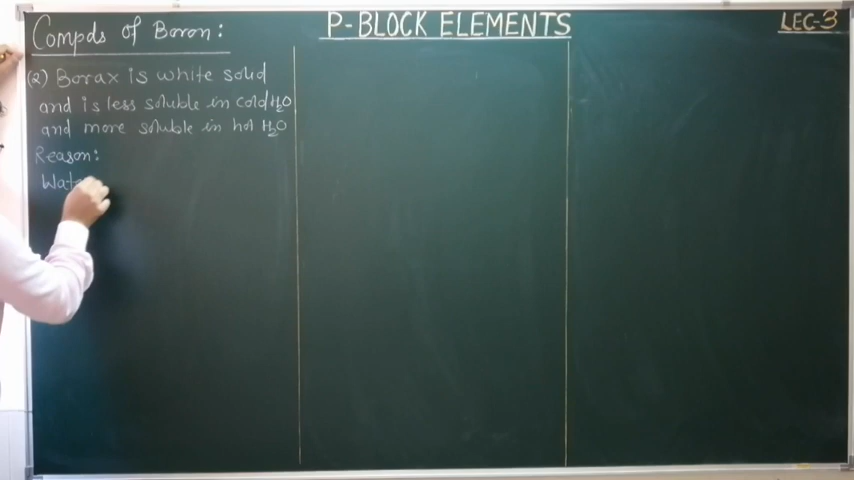 P-BLOCK ELEMENTS
LEC-3
Compds of Boron:
(2) Borax is white solid
and is less soluble in cold H2O
and more soluble in hot H2O
Reason:
Wat